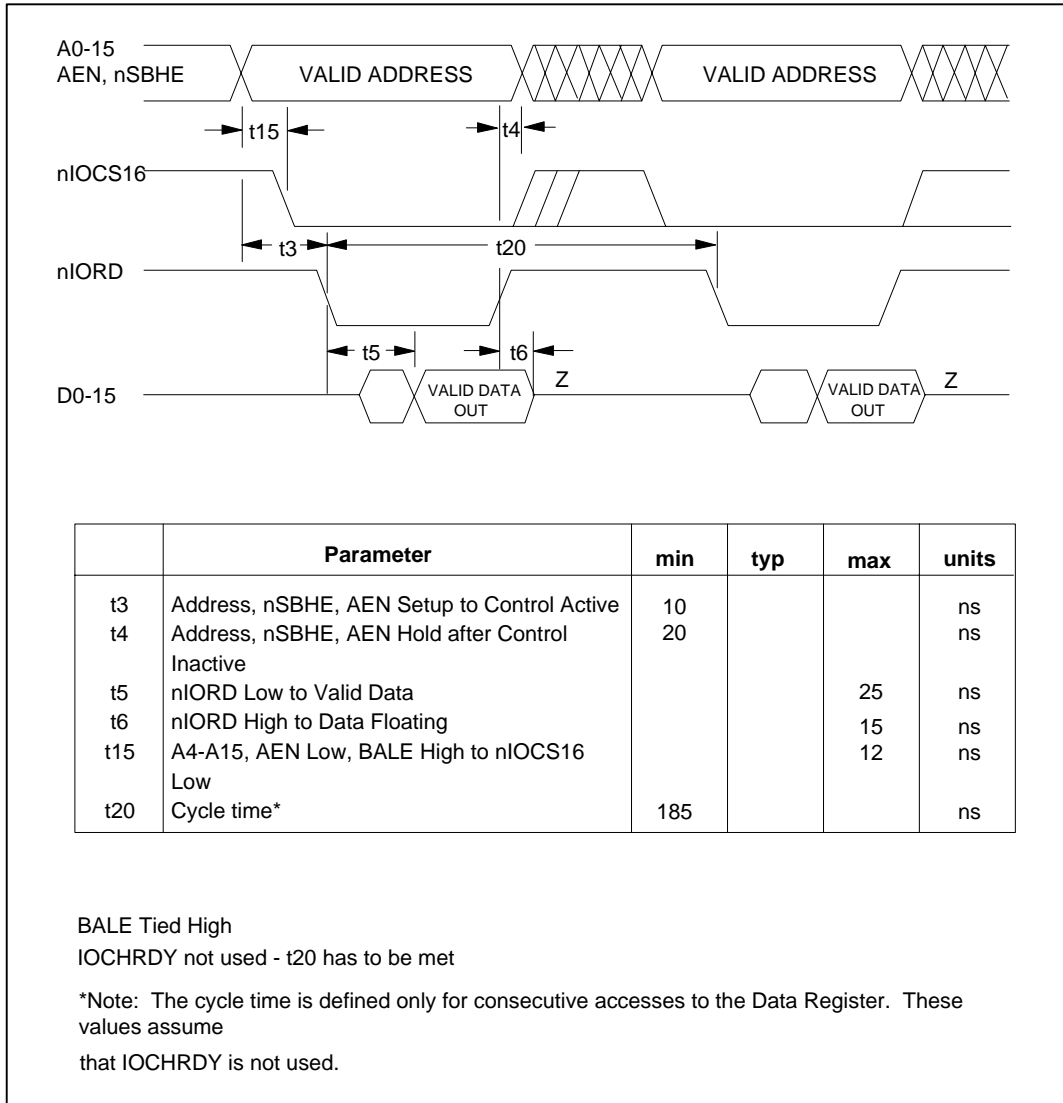 A0-15
AEN, nSBHE
VALID ADDRESS
VALID ADDRESS
t15
t4
nIOCS16
t3
t20
nIORD
t5
t6
D0-15
VALID DATA
OUT
Z
VALID DATA
OUT
Z
Parameter min typ max units
t3 Address, nSBHE, AEN Setup to Control Active 10 ns
t4 Address, nSBHE, AEN Hold after Control 20 ns
Inactive
t5 nIORD Low to Valid Data 25 ns
t6 nIORD High to Data Floating 15 ns
t15 A4-A15, AEN Low, BALE High to nIOCS16 12 ns
Low
t20 Cycle time* 185 ns
BALE Tied High
IOCHRDY not used - t20 has to be met
*Note: The cycle time is defined only for consecutive accesses to the Data Register. These
values assume
that IOCHRDY is not used.